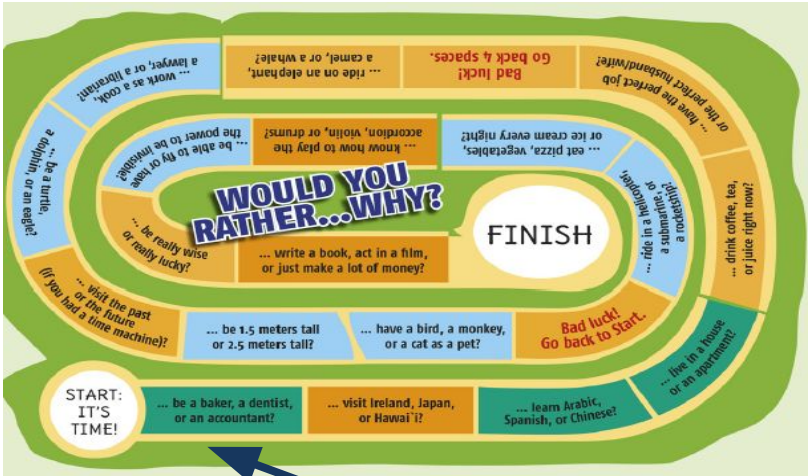 START:
IT'S
TIME!
... be a baker, a dentist,
or an accountant?
... visit Ireland, Japan,
or Hawai`i?
... learn Arabic,
Spanish, or Chinese?
... live in a house
or an apartment?
... drink coffee, tea,
or juice right now?
... have the perfect job
or the perfect husband/wife?
Bad luck!
Go back 4 spaces.
... ride on an elephant,
a camel, or a whale?
... work as a cook,
a lawyer, or a librarian?
... be a turtle,
a dolphin, or an eagle?
... visit the past
or the future
(if you had a time machine)?
... be 1.5 meters tall
or 2.5 meters tall?
... have a bird, a monkey,
or a cat as a pet?
Bad luck!
Go back to Start.
... ride in a helicopter,
a submarine, or
a rocketship?
... eat pizza, vegetables,
or ice cream every night?
... know how to play the
accordion, violin, or drums?
... be able to fly or have
the power to be invisible?
... be really wise
or really lucky?
... write a book, act in a film,
or just make a lot of money?
FINISH
WOULD YOU
RATHER...WHY?